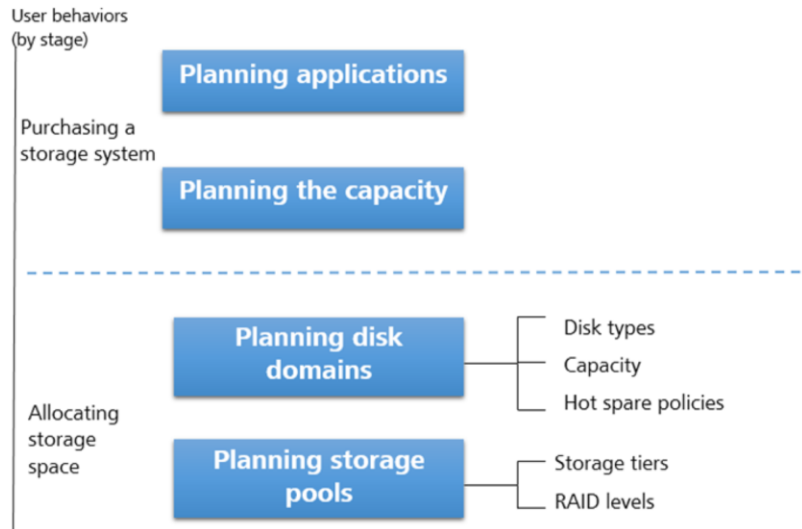 User behaviors
(by stage)
Planning applications
Purchasing a
storage system
Planning the capacity
Planning disk
domains
Disk types
Capacity
Hot spare policies
Allocating
storage
space
Planning storage
pools
Storage tiers
RAID levels